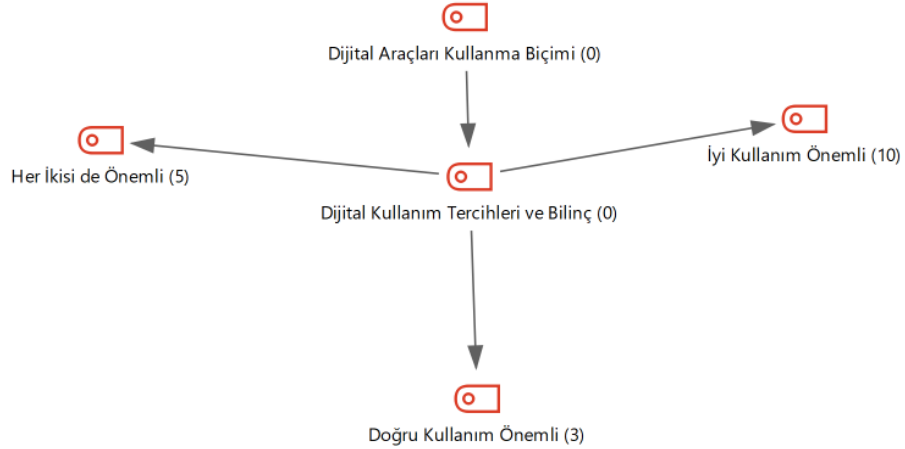 Dijital Araçları Kullanma Biçimi (0)
İyi Kullanım Önemli (10)
Her İkisi de Önemli (5)
Dijital Kullanım Tercihleri ve Bilinç (0)
Doğru Kullanım Önemli (3)